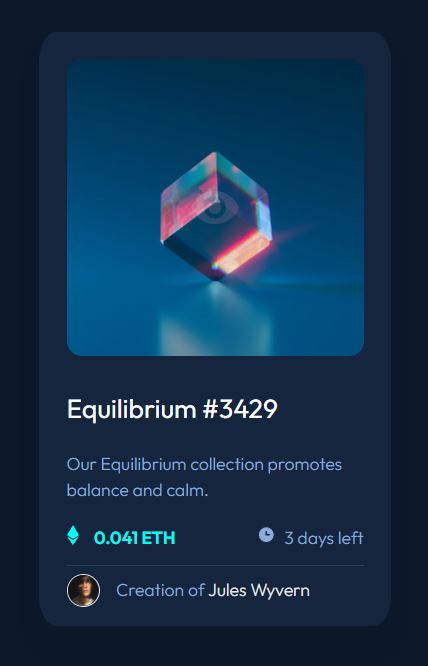 Equilibrium #3429
Our Equilibrium collection promotes
balance and calm.
0.041 ETH
3 days left
Creation of Jules Wyvern